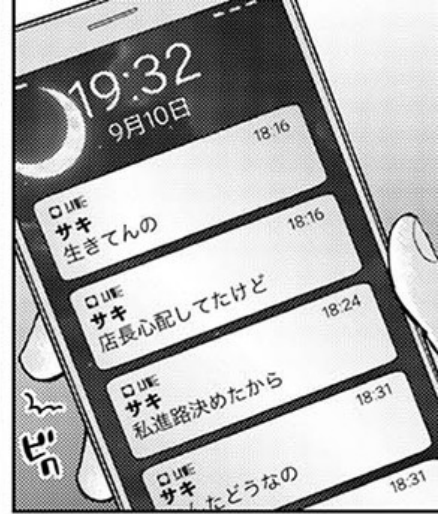 19:32
9月10日
18:16
LINE
サキ
生きてんの
18:16
LINE
サキ
店長心配してたけど
18:24
LINE
サキ
私進路決めたから
18:31
LINE
サキ
たどうなの
18:31
ビク